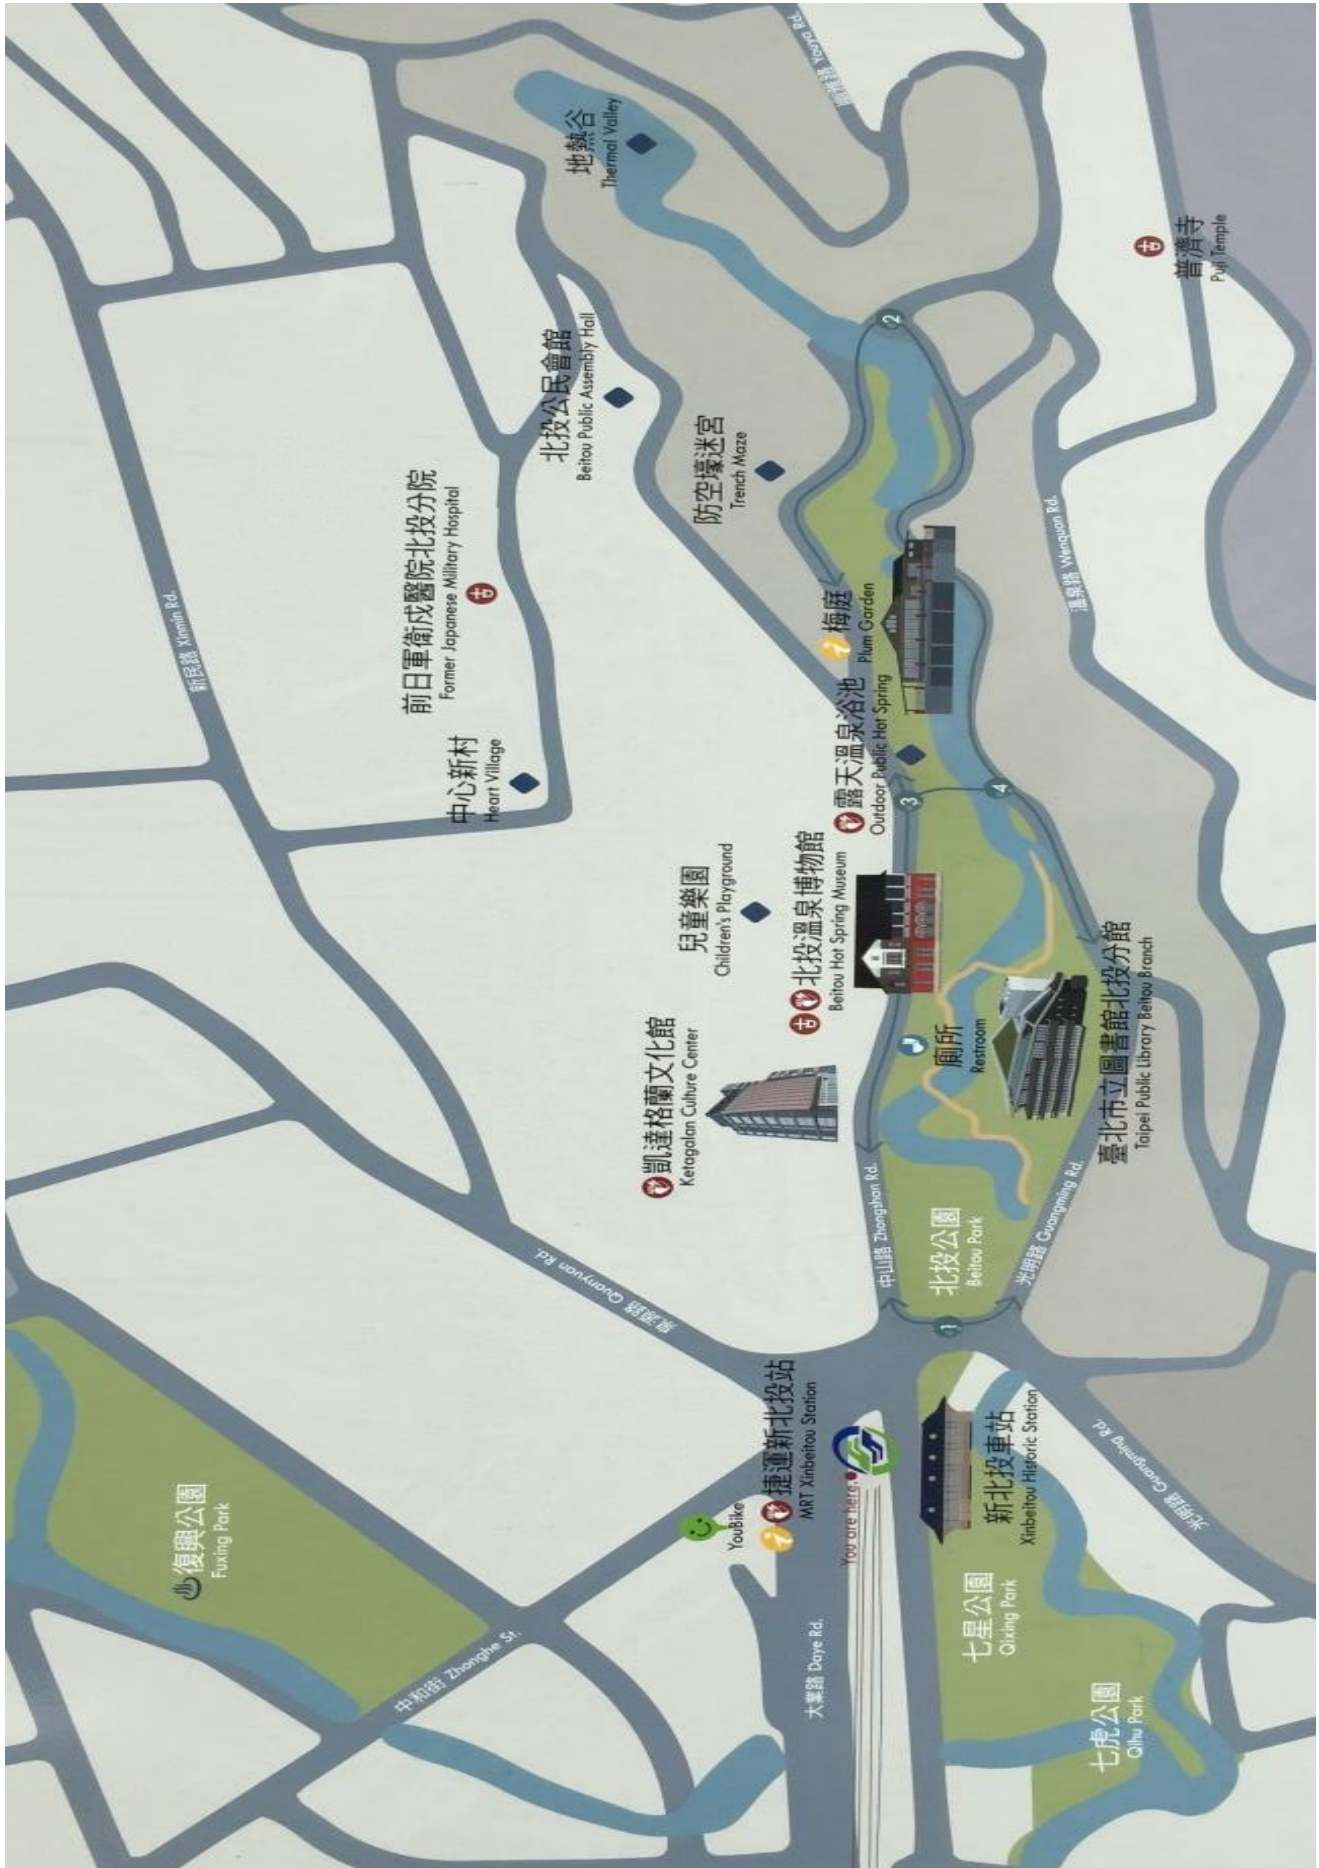 地熱谷
Thermal Valley
雅路 Youya Rd.
普濟寺
Puji Temple
2
北投公民會館
Beitou Public Assembly Hall
防空壕迷宮
Trench Maze
前日軍衛戍醫院北投分院
Former Japanese Military Hospital
新民路 Xinmin Rd.
溫泉路 Wenquan Rd.
梅庭
Plum Garden
中心新村
Heart Village
露天溫泉浴池
Outdoor Public Hot Spring
3
4
兒童樂園
Children's Playground
北投溫泉博物館
Beitou Hot Spring Museum
凱達格蘭文化館
Ketagalan Culture Center
廁所
Restroom
臺北市立圖書館北投分館
Taipei Public Library Beitou Branch
中山路 Zhongshan Rd.
北投公園
Beitou Park
光明路 Guangming Rd.
泉源路 Quanyuan Rd.
1
捷運新北投站
MRT Xinbeitou Station
YouBike
You are here.
新北投車站
Xinbeitou Historic Station
光明路 Guangming Rd.
復興公園
Fuxing Park
中和街 Zhonghe St.
大業路 Daye Rd.
七星公園
Qixing Park
七虎公園
Qihu Park